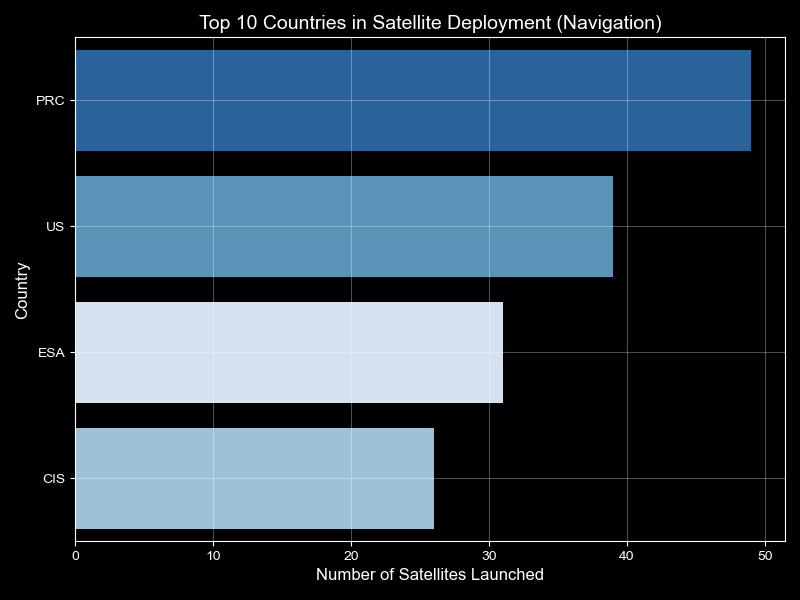 Top 10 Countries in Satellite Deployment (Navigation)
PRC
US
ESA
CIS
Country
0 10 20 30 40 50
Number of Satellites Launched